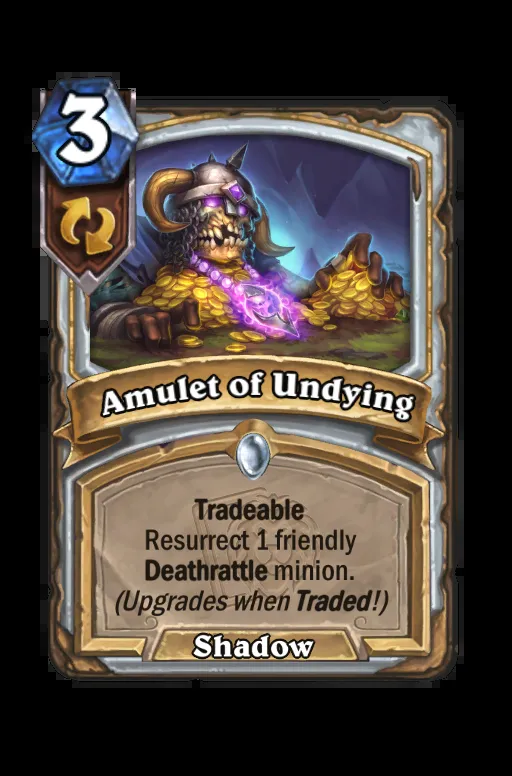 3
Amulet of Undying
Tradeable
Resurrect 1 friendly
Deathrattle minion.
(Upgrades when Traded!)
Shadow